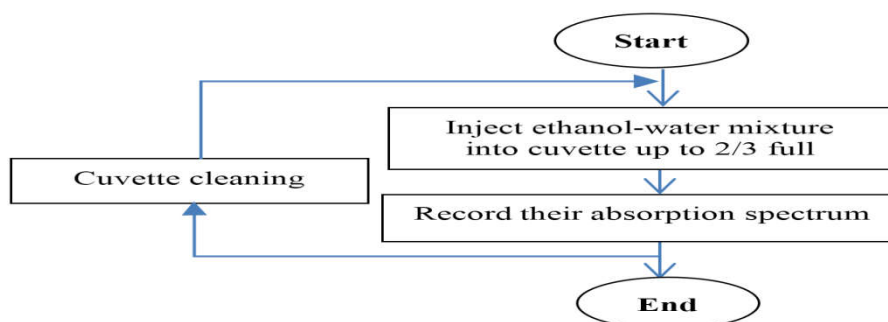 Start
Inject ethanol-water mixture
into cuvette up to 2/3 full
Cuvette cleaning
Record their absorption spectrum
End